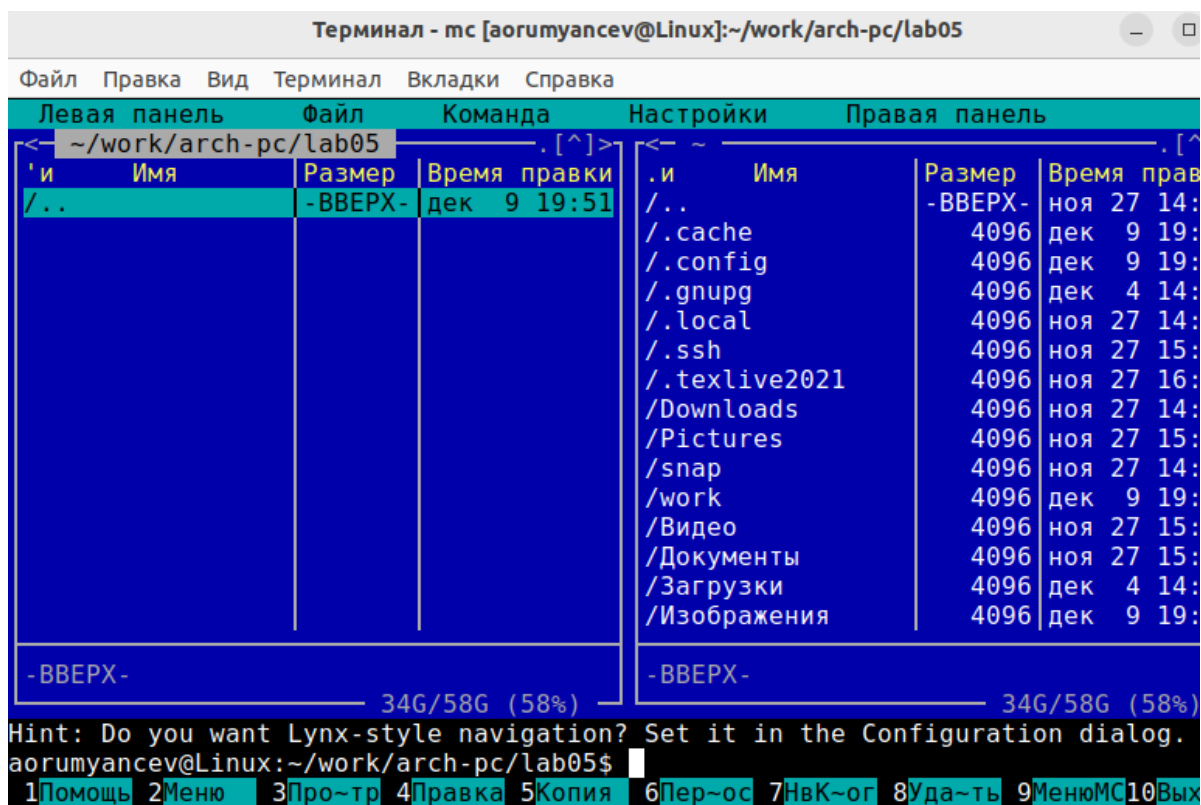 Терминал - mc [aorumyancev@Linux]:~/work/arch-pc/lab05
Файл Правка Вид Терминал Вкладки Справка
Левая панель Файл Команда Настройки Правая панель
<─ ~/work/arch-pc/lab05 ─.[^]>
'и Имя Размер Время правки
/.. -ВВЕРХ- дек 9 19:51
-ВВЕРХ-
34G/58G (58%)
<─ ~ ─.[^
.и Имя Размер Время прав
/.. -ВВЕРХ- ноя 27 14:
/.cache 4096 дек 9 19:
/.config 4096 дек 9 19:
/.gnupg 4096 дек 4 14:
/.local 4096 ноя 27 14:
/.ssh 4096 ноя 27 15:
/.texlive2021 4096 ноя 27 16:
/Downloads 4096 ноя 27 14:
/Pictures 4096 ноя 27 15:
/snap 4096 ноя 27 14:
/work 4096 дек 9 19:
/Видео 4096 ноя 27 15:
/Документы 4096 ноя 27 15:
/Загрузки 4096 дек 4 14:
/Изображения 4096 дек 9 19:
-ВВЕРХ-
34G/58G (58%)
Hint: Do you want Lynx-style navigation? Set it in the Configuration dialog.
aorumyancev@Linux:~/work/arch-pc/lab05$
1Помощь 2Меню 3Про~тр 4Правка 5Копия 6Пер~ос 7НвК~ог 8Уда~ть 9МенюMC 10Вых